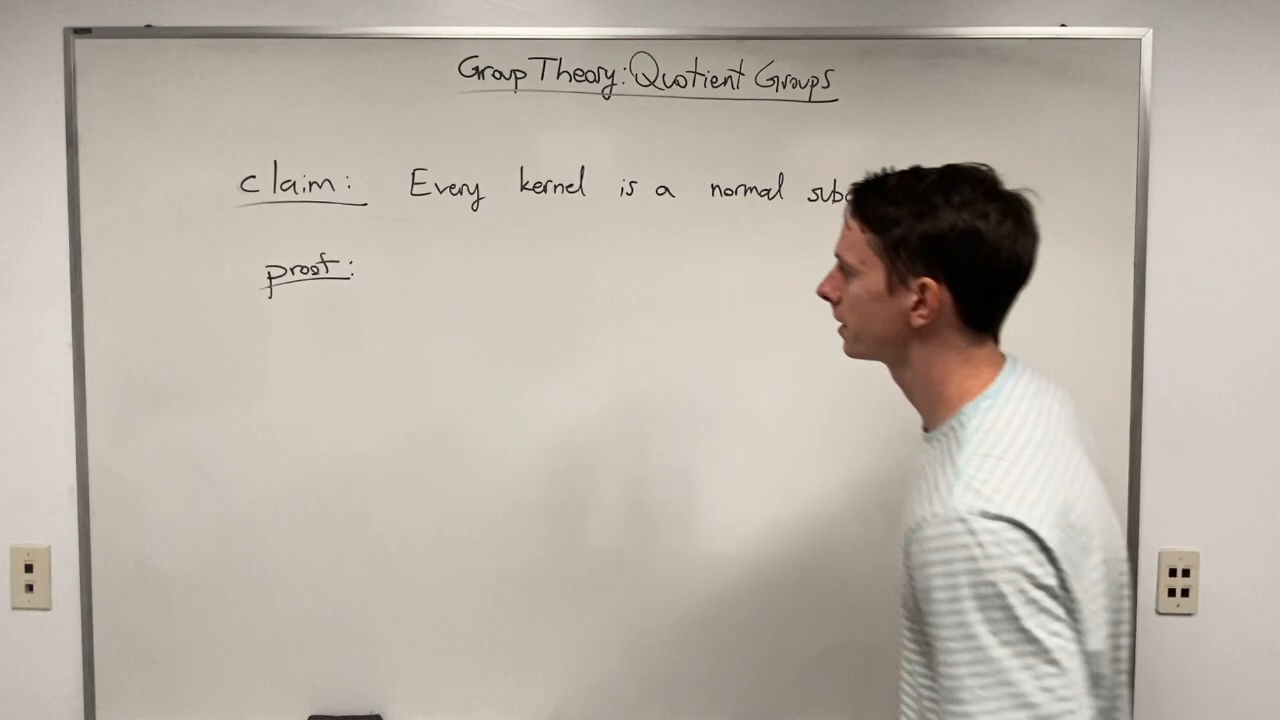 Group Theory: Quotient Groups
claim: Every kernel is a normal
proof: